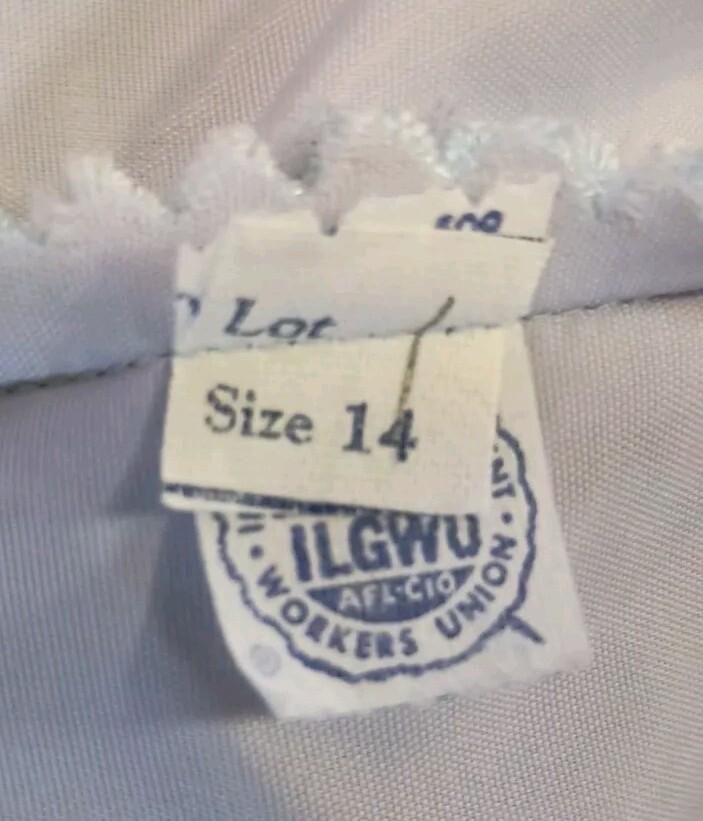 Lot
Size 14
ILGWU
AFL-CIO
WORKERS UNION